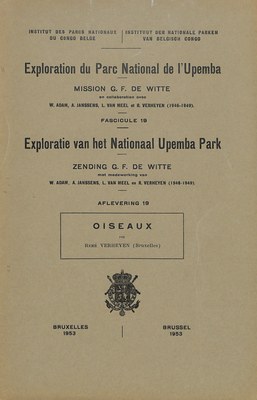 INSTITUT DES PARCS NATIONAUX
DU CONGO BELGE
INSTITUUT DER NATIONALE PARKEN
VAN BELGISCH CONGO
Exploration du Parc National de l'Upemba
MISSION G. F. DE WITTE
en collaboration avec
W. ADAM, A. JANSSENS, L. VAN MEEL et R. VERHEYEN (1946-1949).
FASCICULE 19
Exploratie van het Nationaal Upemba Park
ZENDING G. F. DE WITTE
met medewerking van
W. ADAM, A. JANSSENS, L. VAN MEEL en R. VERHEYEN (1946-1949).
AFLEVERING 19
OISEAUX
PAR
René VERHEYEN (Bruxelles)
BRUXELLES
1953
BRUSSEL
1953